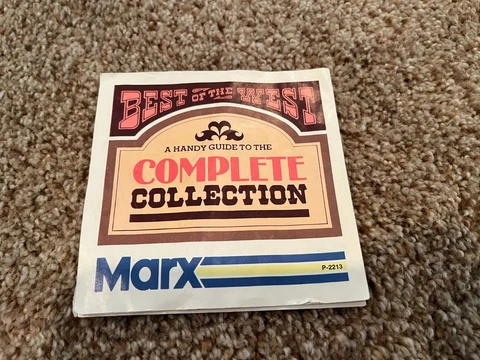 BEST OF THE WEST
A HANDY GUIDE TO THE
COMPLETE
COLLECTION
Marx
P-2213